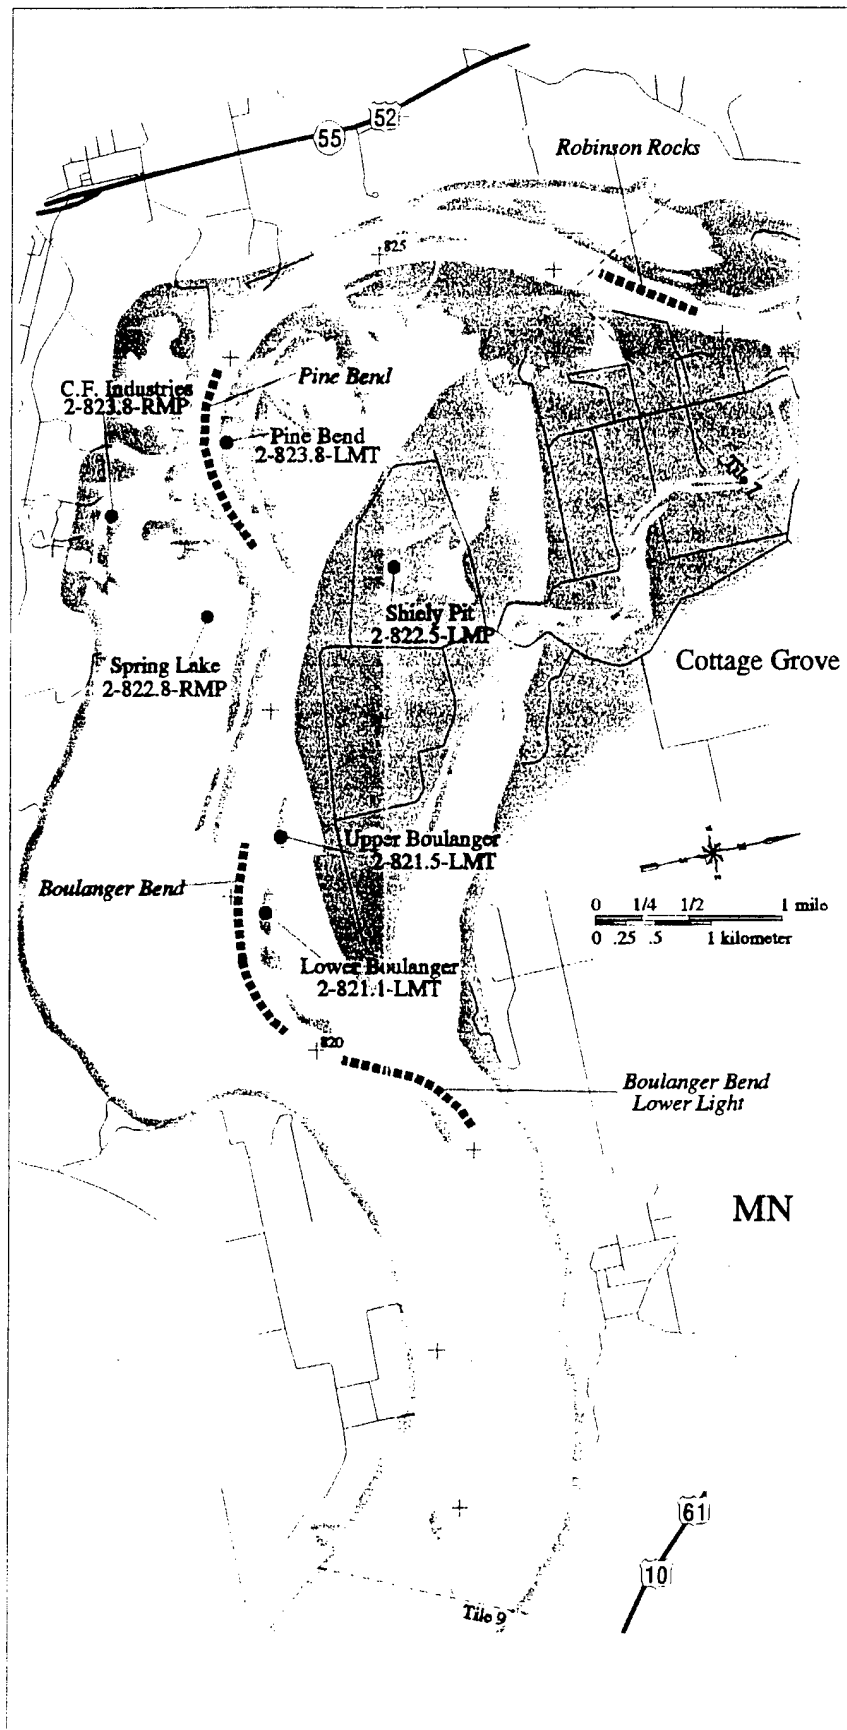 52
55
Robinson Rocks
825
C.F. Industries
2-823.8-RMP
Pine Bend
Pine Bend
2-823.8-LMT
Tile 7
Shiely Pit
2-822.5-LMP
Spring Lake
2-822.8-RMP
Cottage Grove
Upper Boulanger
2-821.5-LMT
Boulanger Bend
0 1/4 1/2 1 mile
0 .25 .5 1 kilometer
Lower Boulanger
2-821.1-LMT
820
Boulanger Bend
Lower Light
MN
61
10
Tile 9